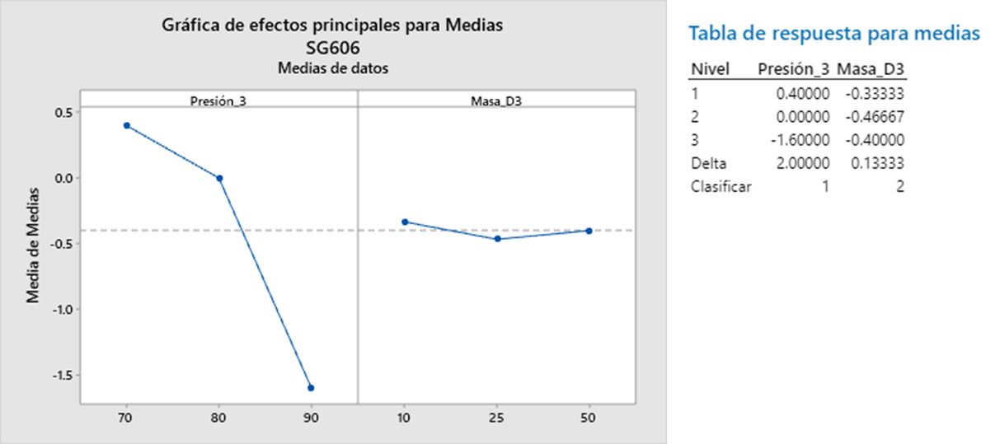 Gráfica de efectos principales para Medias
SG606
Medias de datos
Presión_3 Masa_D3
Media de Medias
0.5
0.0
-0.5
-1.0
-1.5
70 80 90 10 25 50
Tabla de respuesta para medias
Nivel Presión_3 Masa_D3
1 0.40000 -0.33333
2 0.00000 -0.46667
3 -1.60000 -0.40000
Delta 2.00000 0.13333
Clasificar 1 2